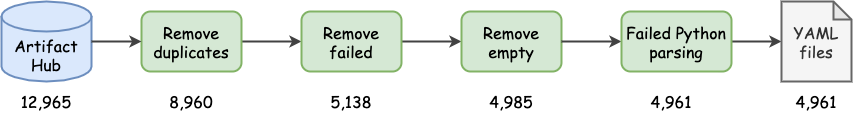 Artifact
Hub
Remove
duplicates
Remove
failed
Remove
empty
Failed Python
parsing
YAML
files
12,965
8,960
5,138
4,985
4,961
4,961